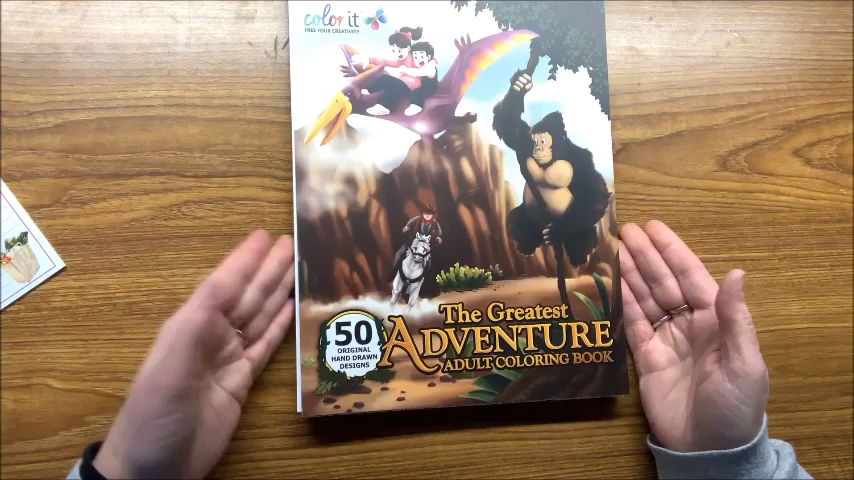 color it
FREE YOUR CREATIVITY
The Greatest
ADVENTURE
ADULT COLORING BOOK
50
ORIGINAL
HAND DRAWN
DESIGNS